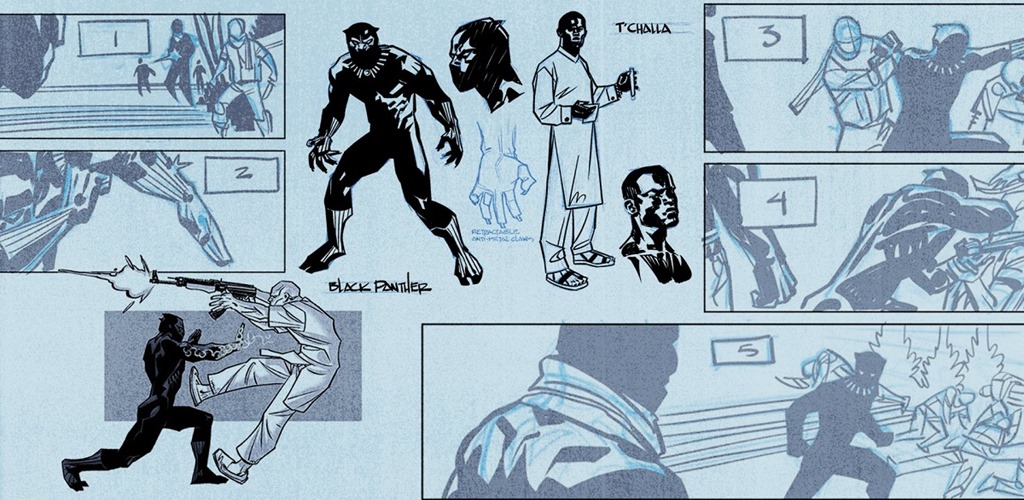 1
2
BLACK PANTHER
RETRACTABLE
ANTI-METAL CLAWS
T'CHALLA
3
4
5